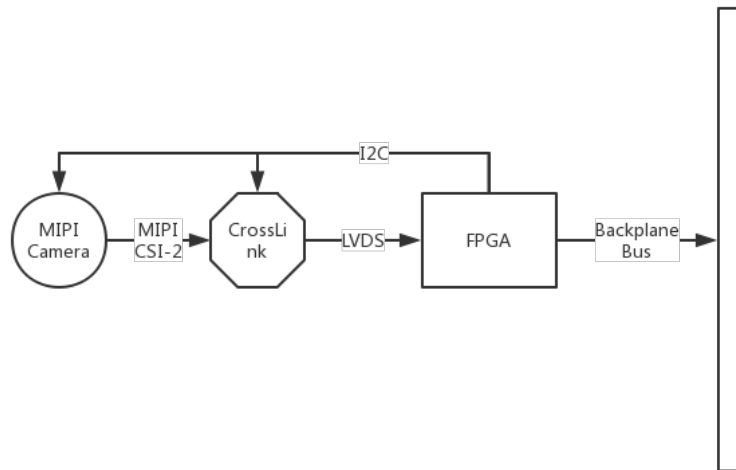 I2C
MIPI
Camera
MIPI
CSI-2
CrossLi
nk
LVDS
FPGA
Backplane
Bus